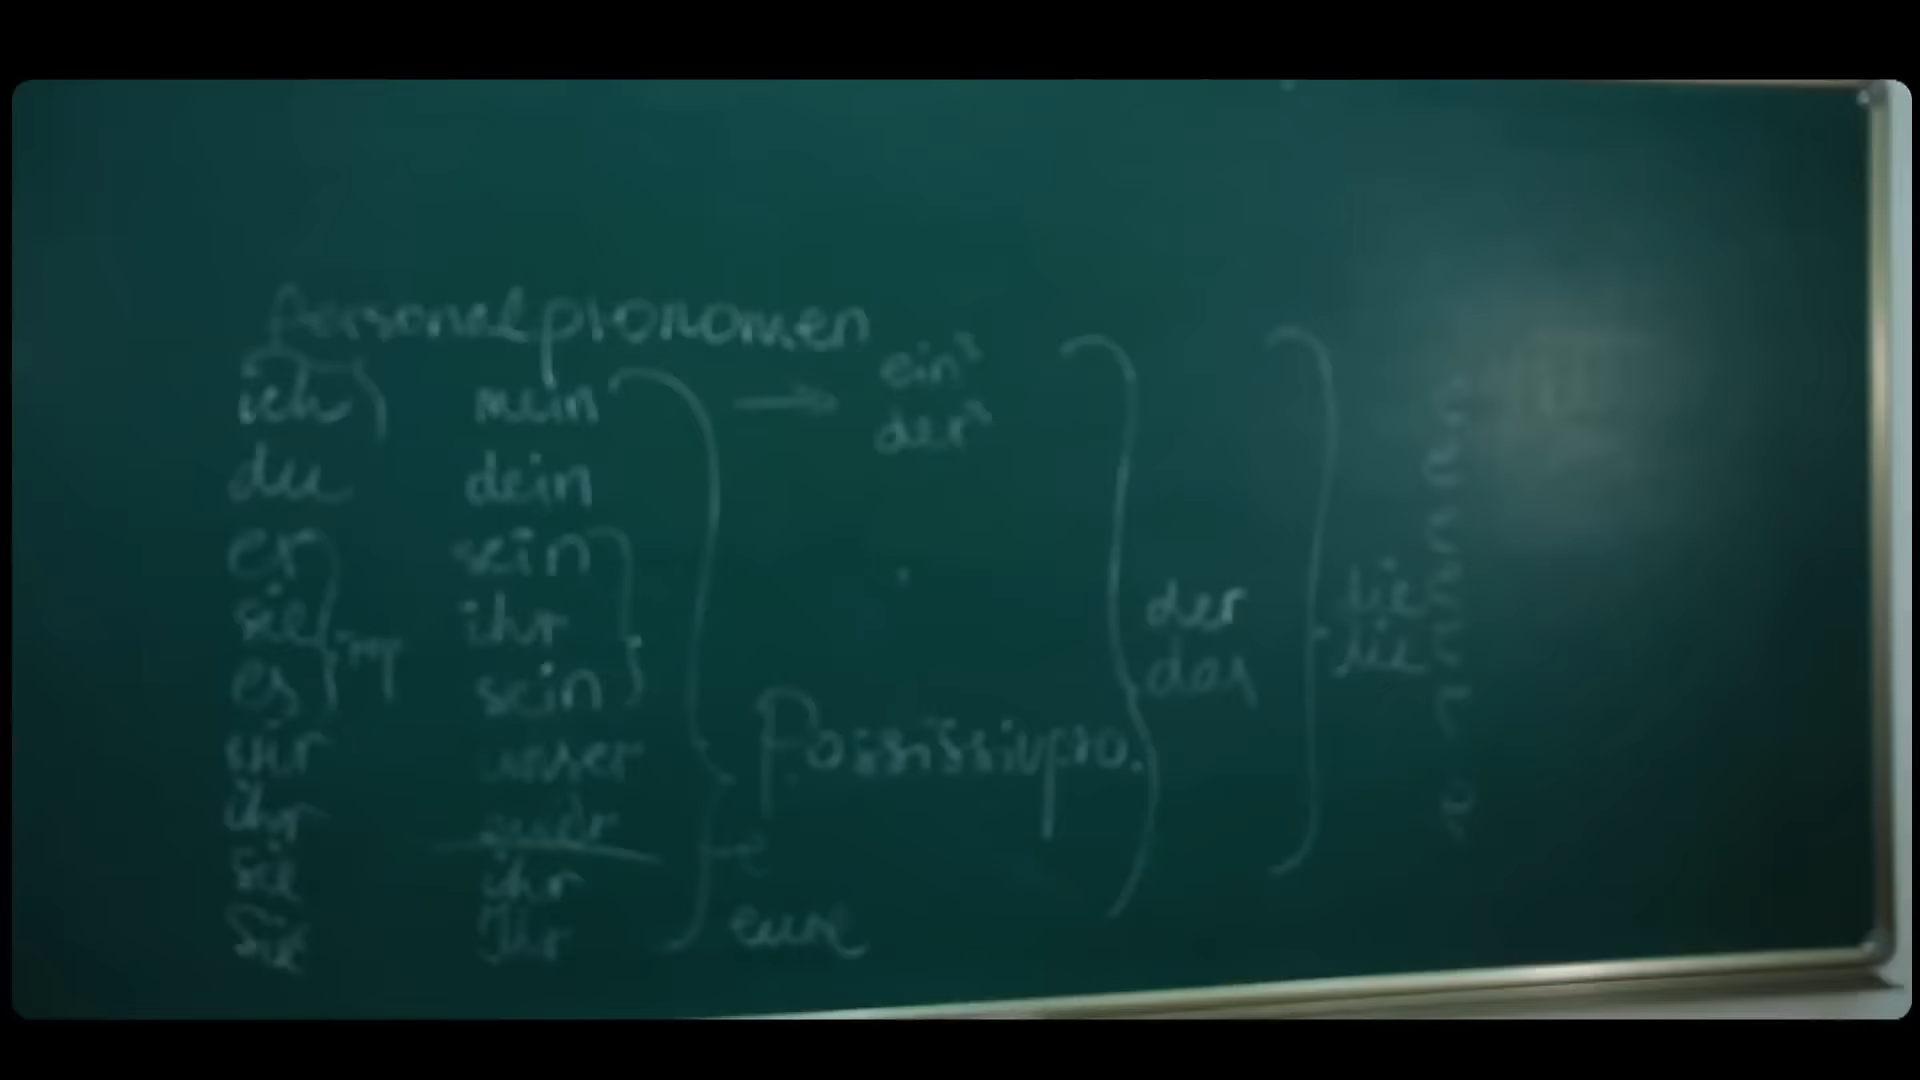 Personalpronomen
ich mein → ein
der
du dein
er sein
sie ihr der
es sein das
wir unser Possissivpro.
ihr euer e
sie ihr
Sie Ihr eure